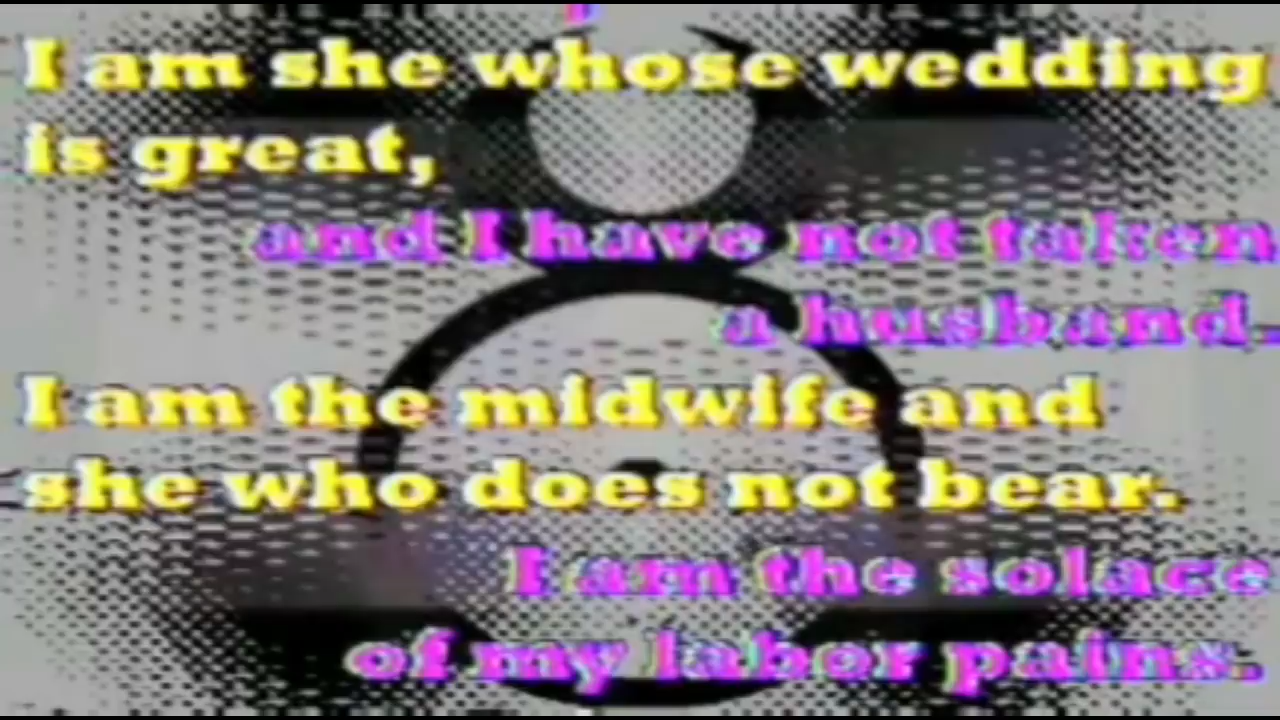 I am she whose wedding
is great,
and I have not taken
a husband.
I am the midwife and
she who does not bear.
I am the solace
of my labor pains.